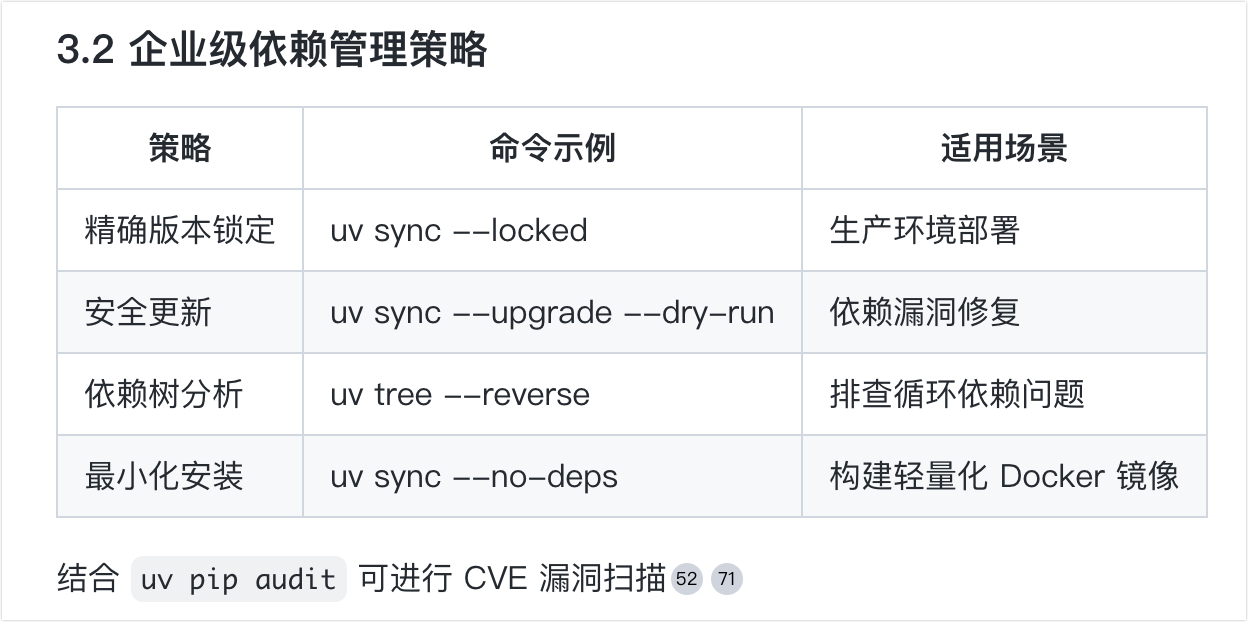 3.2 企业级依赖管理策略
策略 命令示例 适用场景
精确版本锁定 uv sync --locked 生产环境部署
安全更新 uv sync --upgrade --dry-run 依赖漏洞修复
依赖树分析 uv tree --reverse 排查循环依赖问题
最小化安装 uv sync --no-deps 构建轻量化 Docker 镜像
结合 uv pip audit 可进行 CVE 漏洞扫描 52 71